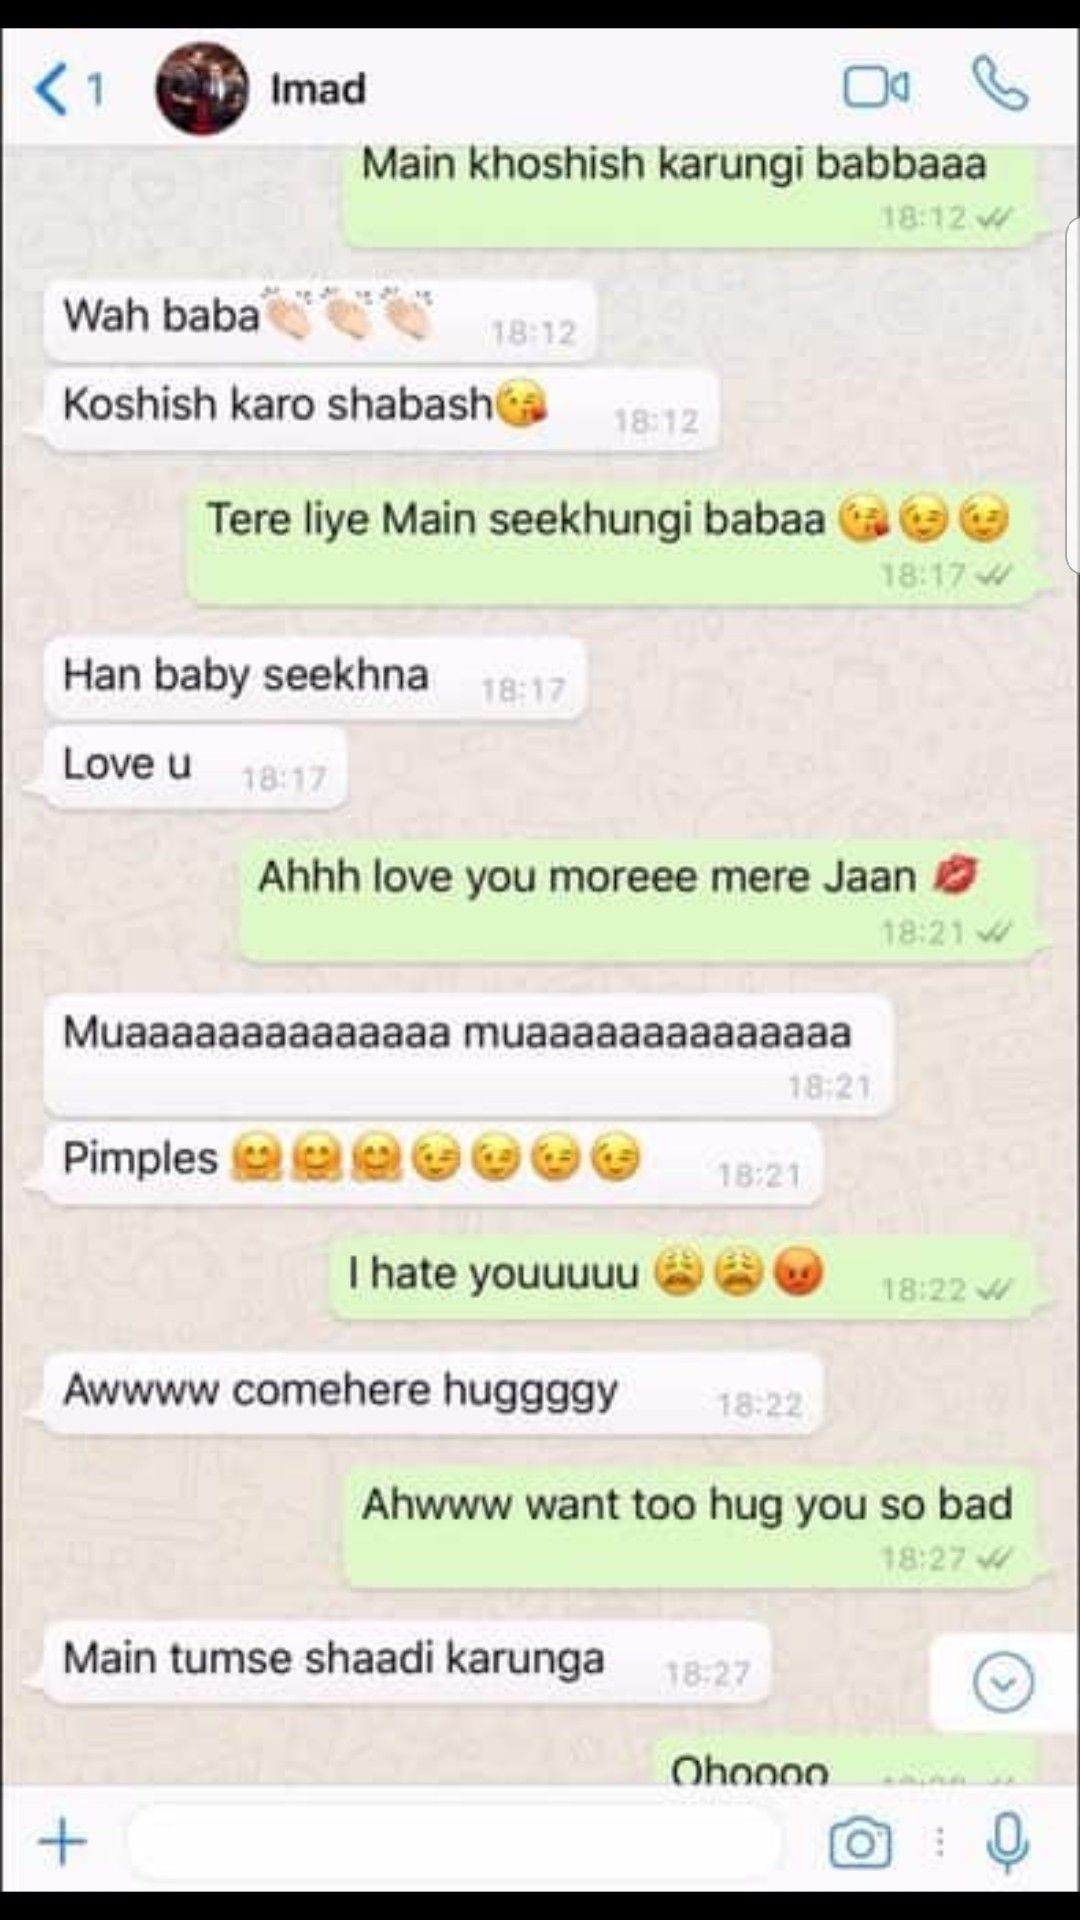 1 Imad
Main khoshish karungi babbaaa
18:12
Wah baba👏🏻👏🏻👏🏻 18:12
Koshish karo shabash😘 18:12
Tere liye Main seekhungi babaa 😘😉😉
18:17
Han baby seekhna 18:17
Love u 18:17
Ahhh love you moreee mere Jaan 💋
18:21
Muaaaaaaaaaaaaaa muaaaaaaaaaaaaaa
18:21
Pimples 🤗🤗🤗😉😉😉😉 18:21
I hate youuuuu 😩😩😡 18:22
Awwww comehere huggggy 18:22
Ahwww want too hug you so bad
18:27
Main tumse shaadi karunga 18:27
Ohoooo